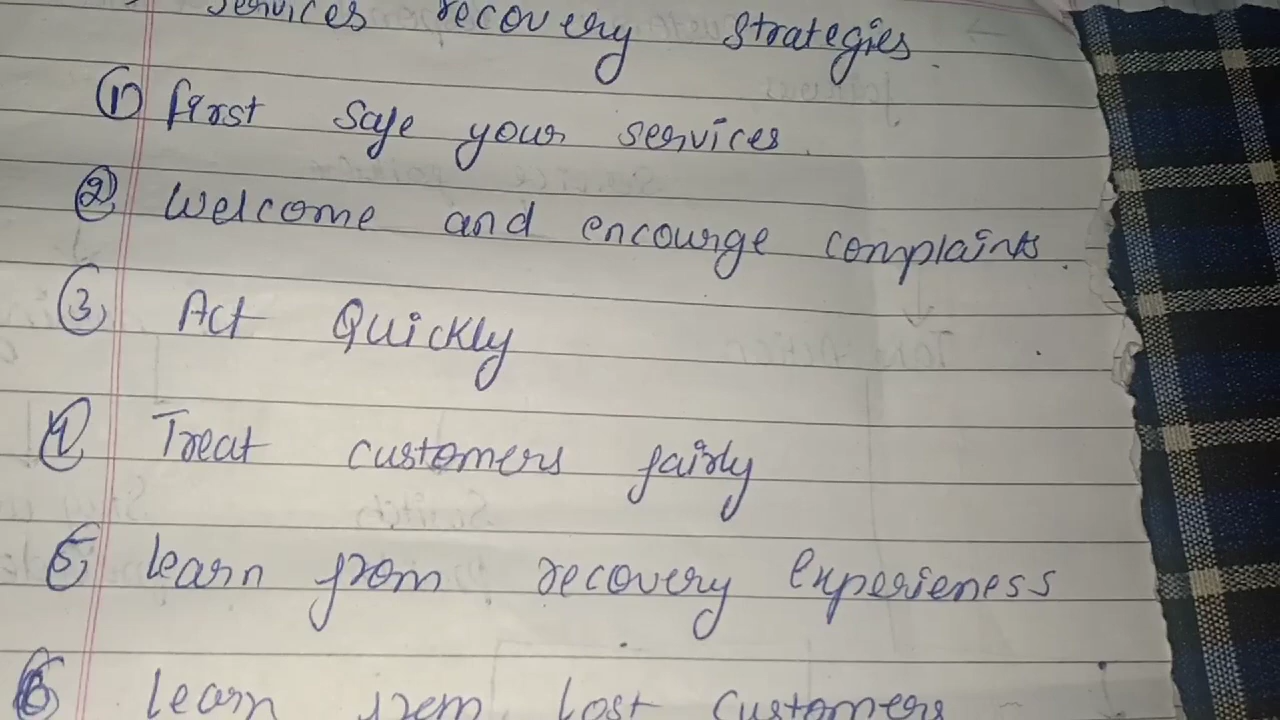 services recovery strategies.
① first safe your services.
② Welcome and encourge complaints.
③ Act Quickly
④ Treat customers fairly
⑤ learn from recovery experieness
⑥ learn from lost customers